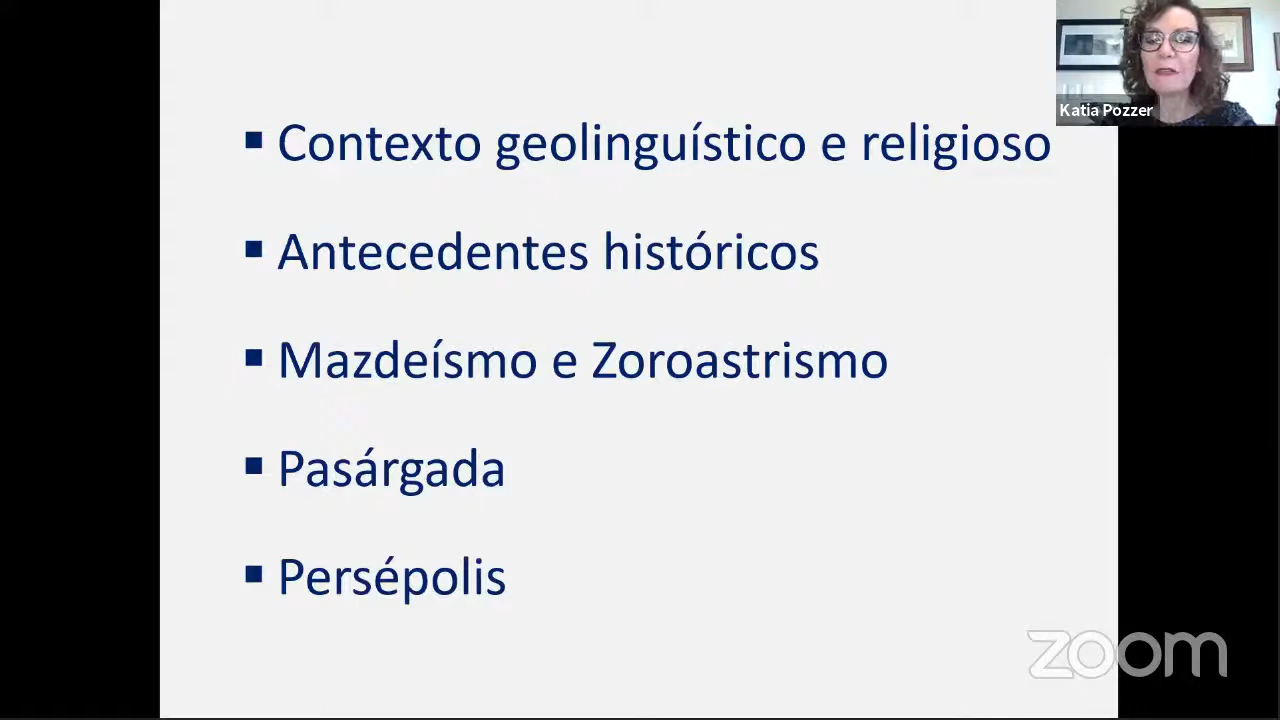 Katia Pozzer
▪ Contexto geolinguístico e religioso
▪ Antecedentes históricos
▪ Mazdeísmo e Zoroastrismo
▪ Pasárgada
▪ Persépolis
zoom